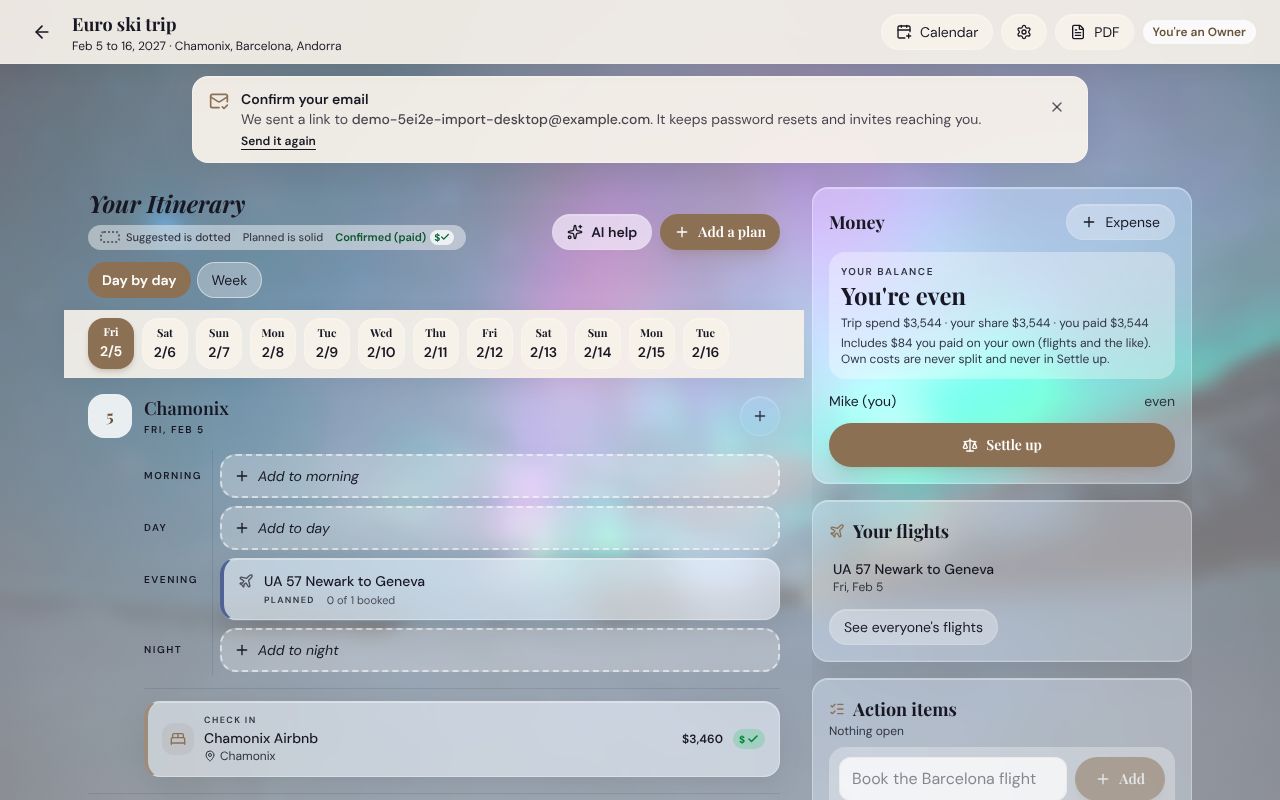 Euro ski trip
Feb 5 to 16, 2027 · Chamonix, Barcelona, Andorra
Calendar
PDF
You're an Owner
Confirm your email
We sent a link to demo-5ei2e-import-desktop@example.com. It keeps password resets and invites reaching you.
Send it again
Your Itinerary
Suggested is dotted Planned is solid Confirmed (paid) $✓
AI help
+ Add a plan
Day by day
Week
Fri 2/5
Sat 2/6
Sun 2/7
Mon 2/8
Tue 2/9
Wed 2/10
Thu 2/11
Fri 2/12
Sat 2/13
Sun 2/14
Mon 2/15
Tue 2/16
5
Chamonix
FRI, FEB 5
+
MORNING
+ Add to morning
DAY
+ Add to day
EVENING
UA 57 Newark to Geneva
PLANNED 0 of 1 booked
NIGHT
+ Add to night
CHECK IN
Chamonix Airbnb
Chamonix
$3,460 $✓
Money
+ Expense
YOUR BALANCE
You're even
Trip spend $3,544 · your share $3,544 · you paid $3,544
Includes $84 you paid on your own (flights and the like).
Own costs are never split and never in Settle up.
Mike (you) even
Settle up
Your flights
UA 57 Newark to Geneva
Fri, Feb 5
See everyone's flights
Action items
Nothing open
Book the Barcelona flight
+ Add